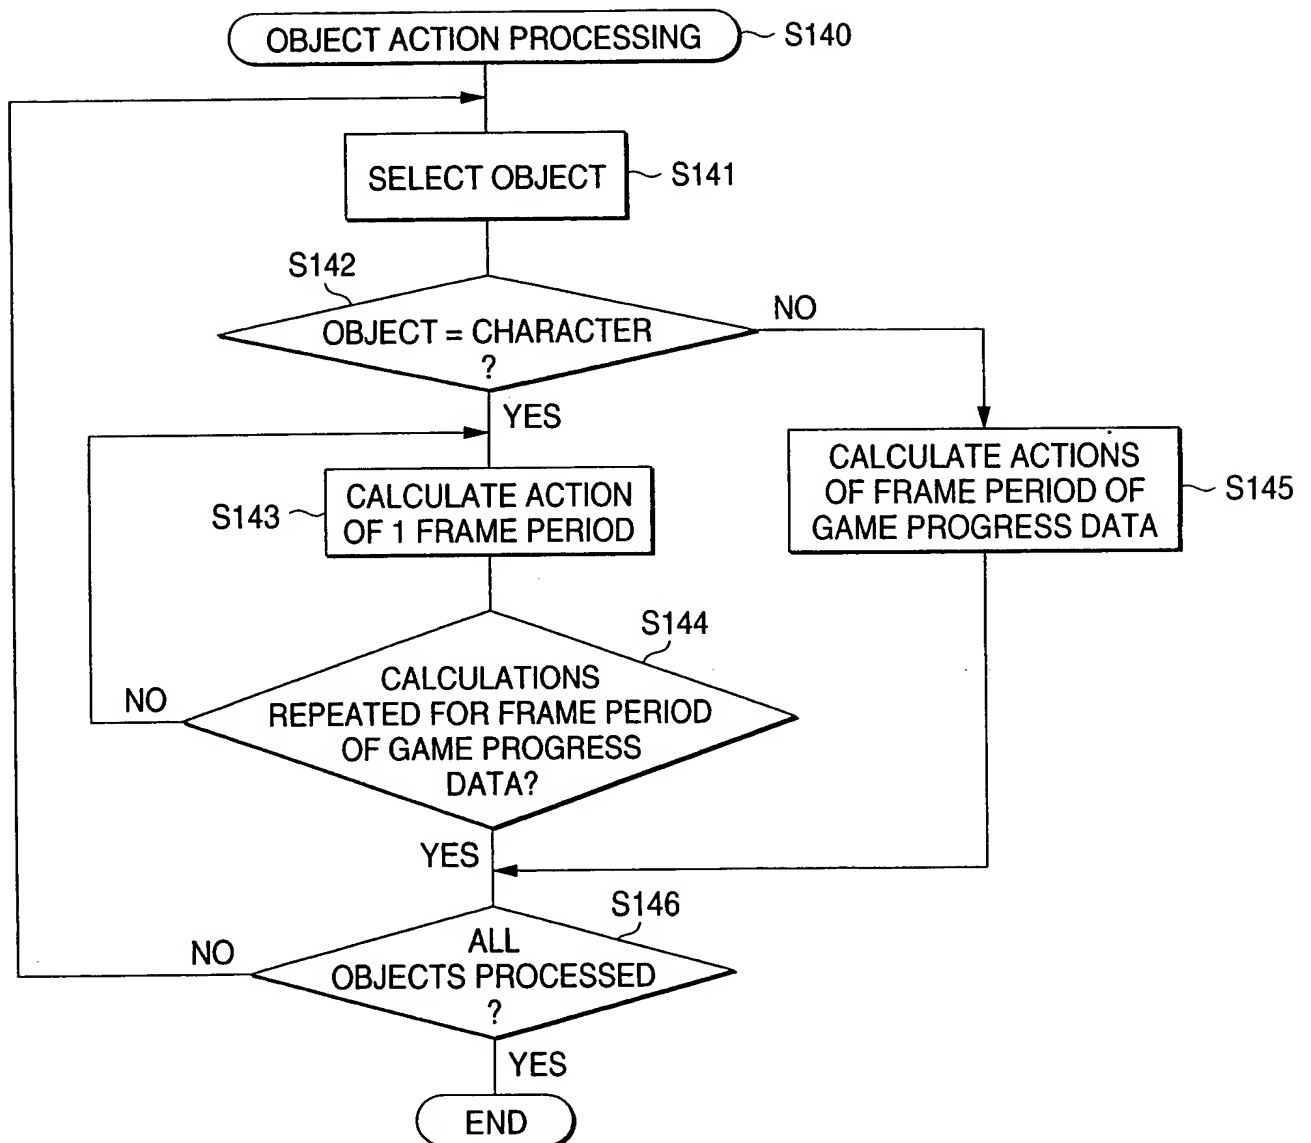 OBJECT ACTION PROCESSING
S140
SELECT OBJECT
S141
S142
OBJECT = CHARACTER
?
NO
YES
S143
CALCULATE ACTION
OF 1 FRAME PERIOD
CALCULATE ACTIONS
OF FRAME PERIOD OF
GAME PROGRESS DATA
S145
S144
CALCULATIONS
REPEATED FOR FRAME PERIOD
OF GAME PROGRESS
DATA?
NO
YES
S146
ALL
OBJECTS PROCESSED
?
NO
YES
END